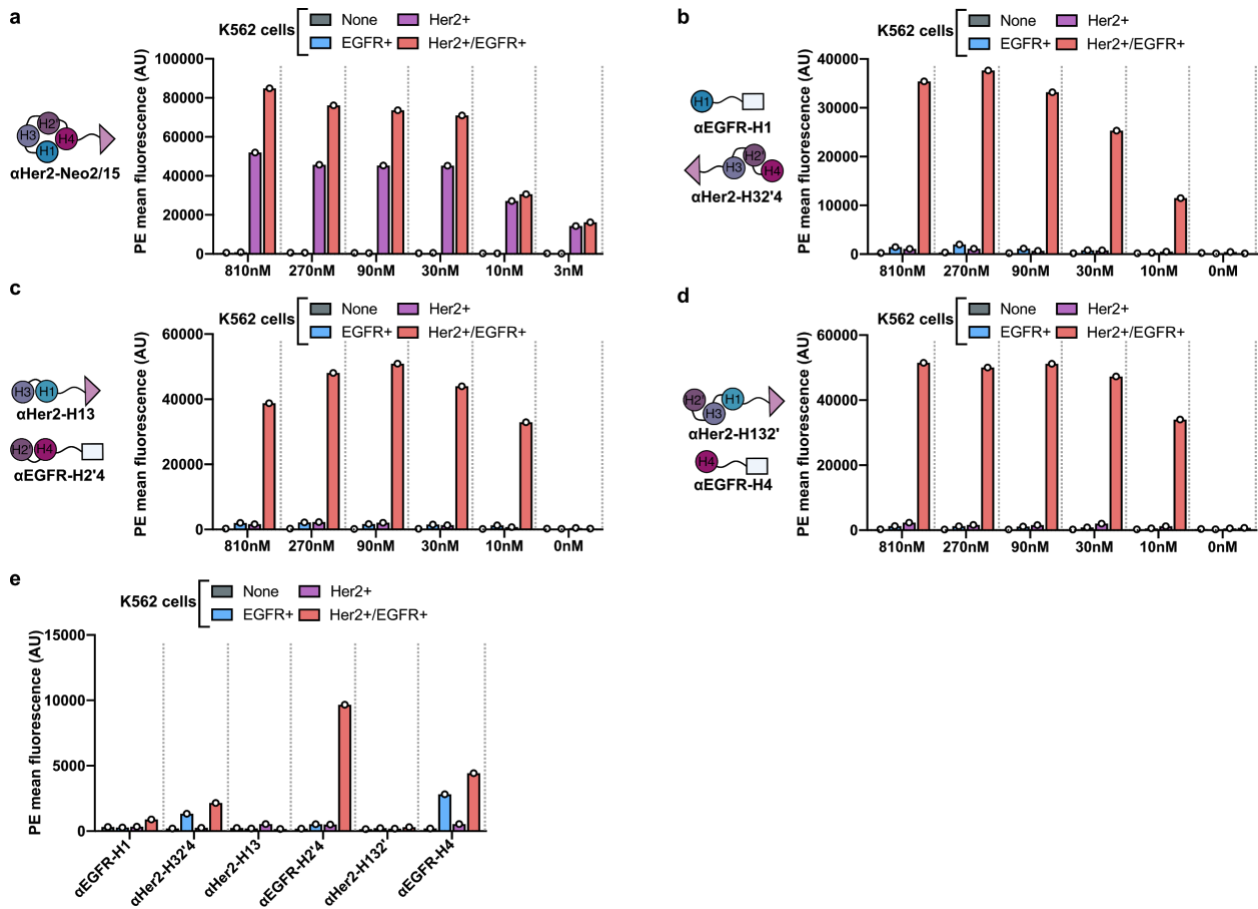 a
K562 cells
None
Her2+
EGFR+
Her2+/EGFR+
PE mean fluorescence (AU)
100000
80000
60000
40000
20000
0
810nM
270nM
90nM
30nM
10nM
3nM
H2
H3
H4
H1
αHer2-Neo2/15
b
K562 cells
None
Her2+
EGFR+
Her2+/EGFR+
PE mean fluorescence (AU)
40000
30000
20000
10000
0
810nM
270nM
90nM
30nM
10nM
0nM
H1
αEGFR-H1
H2'
H3
H4
αHer2-H32'4
c
K562 cells
None
Her2+
EGFR+
Her2+/EGFR+
PE mean fluorescence (AU)
60000
40000
20000
0
810nM
270nM
90nM
30nM
10nM
0nM
H3
H1
αHer2-H13
H2'
H4
αEGFR-H2'4
d
K562 cells
None
Her2+
EGFR+
Her2+/EGFR+
PE mean fluorescence (AU)
60000
40000
20000
0
810nM
270nM
90nM
30nM
10nM
0nM
H2'
H1
H3
αHer2-H132'
H4
αEGFR-H4
e
K562 cells
None
Her2+
EGFR+
Her2+/EGFR+
PE mean fluorescence (AU)
15000
10000
5000
0
αEGFR-H1
αHer2-H32'4
αHer2-H13
αEGFR-H2'4
αHer2-H132'
αEGFR-H4